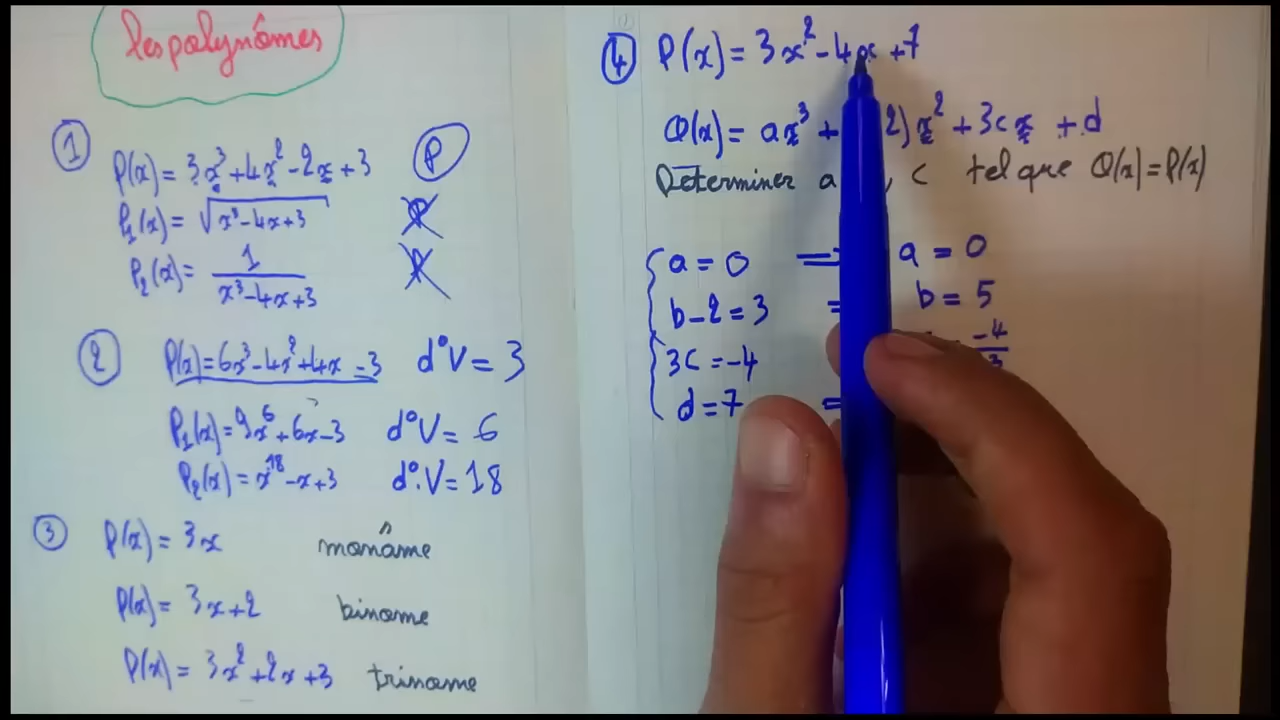 les polynômes
1
P(x) = 3x³+4x²-2x+3 P
P₁(x) = √x³-4x+3 P
P₂(x) = 1/(x³-4x+3) P
2 P(x)=6x³-4x²+4x-3 d°V = 3
P₁(x)=9x⁶+6x-3 d°V = 6
P₂(x)= x¹⁸-x+3 d°.V=18
3 P(x) = 3x monôme
P(x) = 3x+2 binome
P(x) = 3x²+2x+3 trinome
4 P(x) = 3x²-4x+7
Q(x) = ax³+ 2)x²+3cx+d
Determiner a , c tel que Q(x)=P(x)
a = 0 ⟹ a = 0
b-2=3 = b = 5
3c=-4 = -4/3
d=7 =